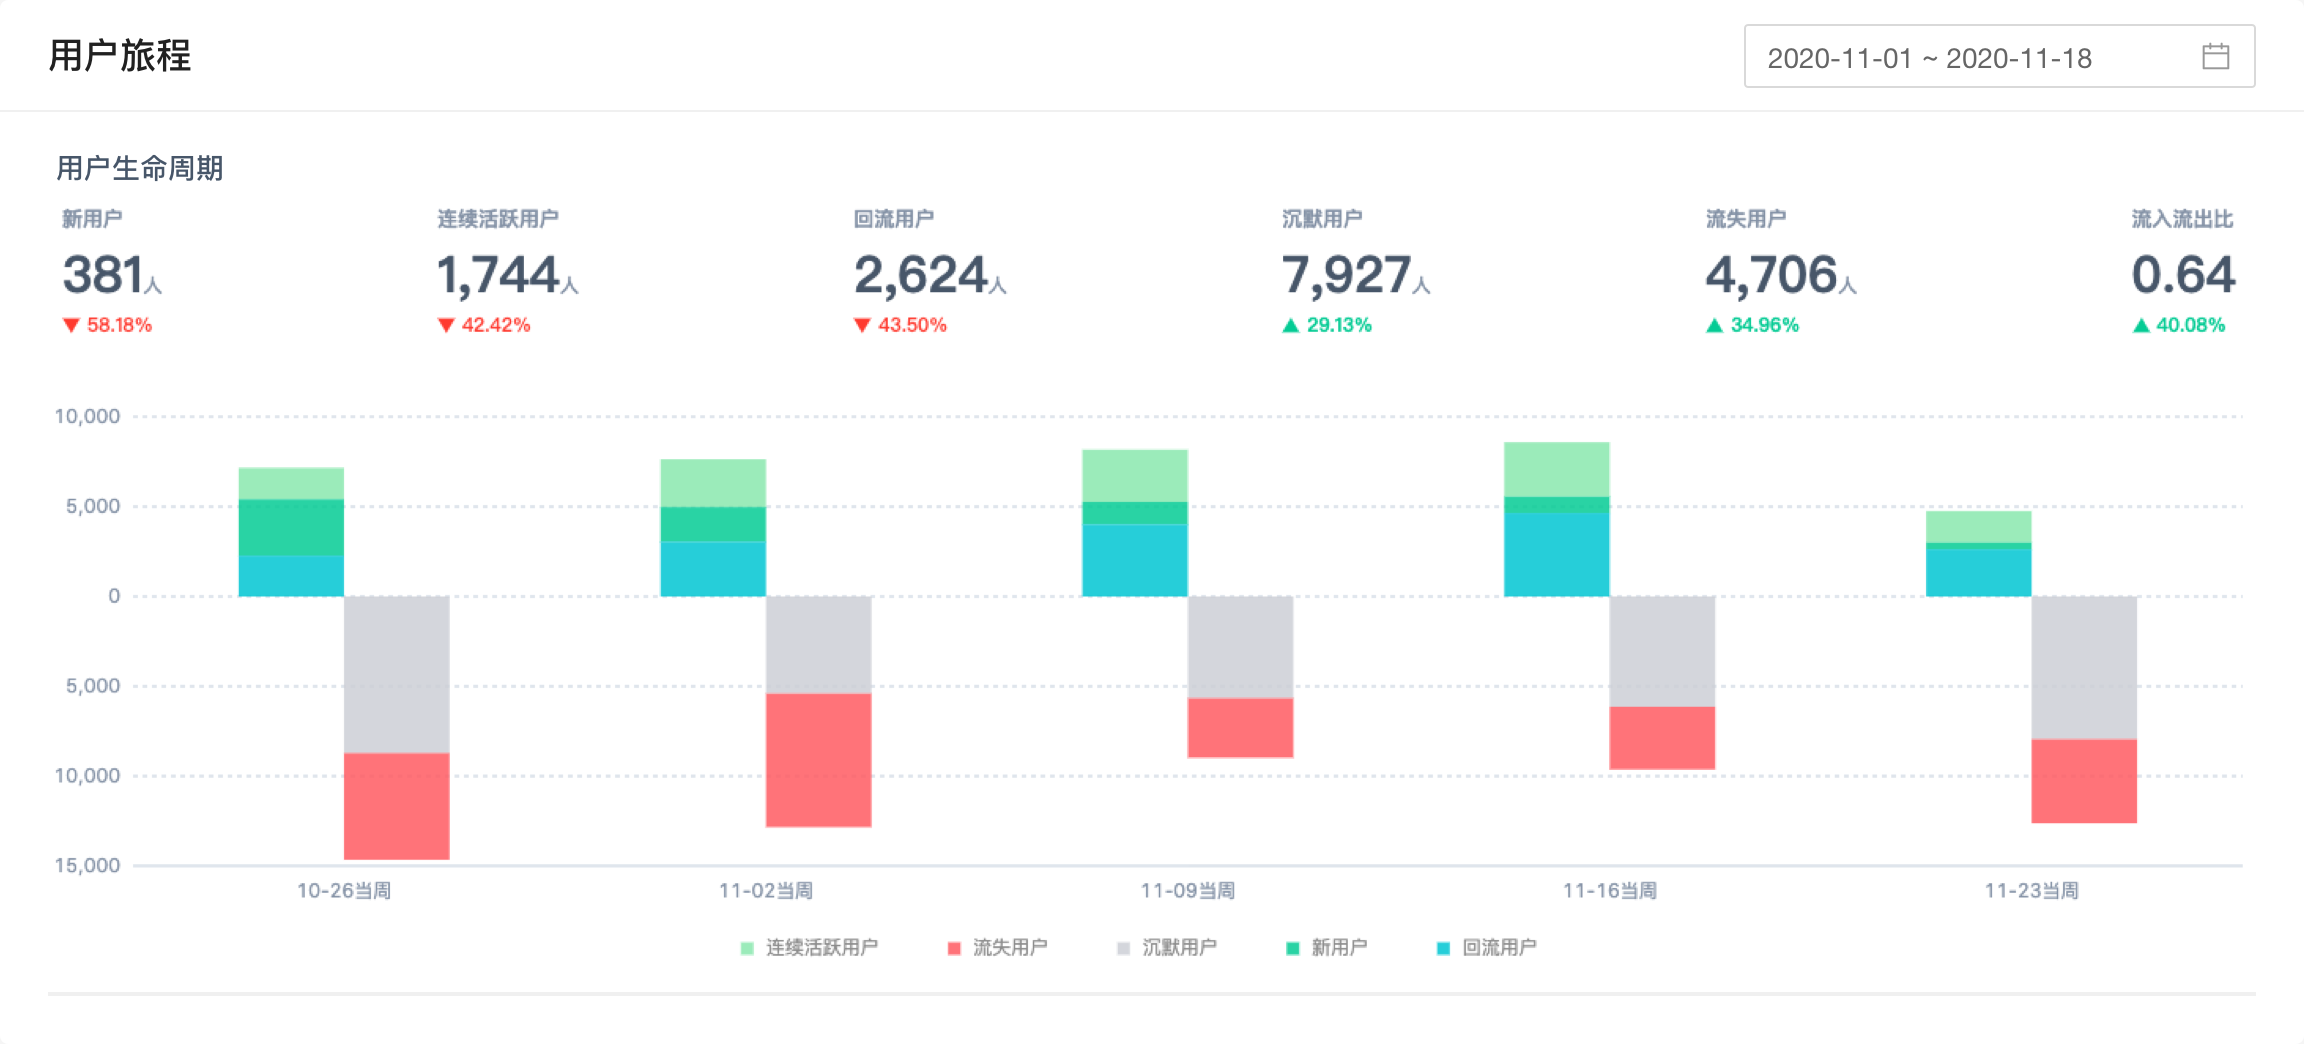 用户旅程
2020-11-01 ~ 2020-11-18
用户生命周期
新用户 连续活跃用户 回流用户 沉默用户 流失用户 流入流出比
381人 1,744人 2,624人 7,927人 4,706人 0.64
▼ 58.18% ▼ 42.42% ▼ 43.50% ▲ 29.13% ▲ 34.96% ▲ 40.08%
10,000
5,000
0
5,000
10,000
15,000
10-26当周 11-02当周 11-09当周 11-16当周 11-23当周
连续活跃用户 流失用户 沉默用户 新用户 回流用户